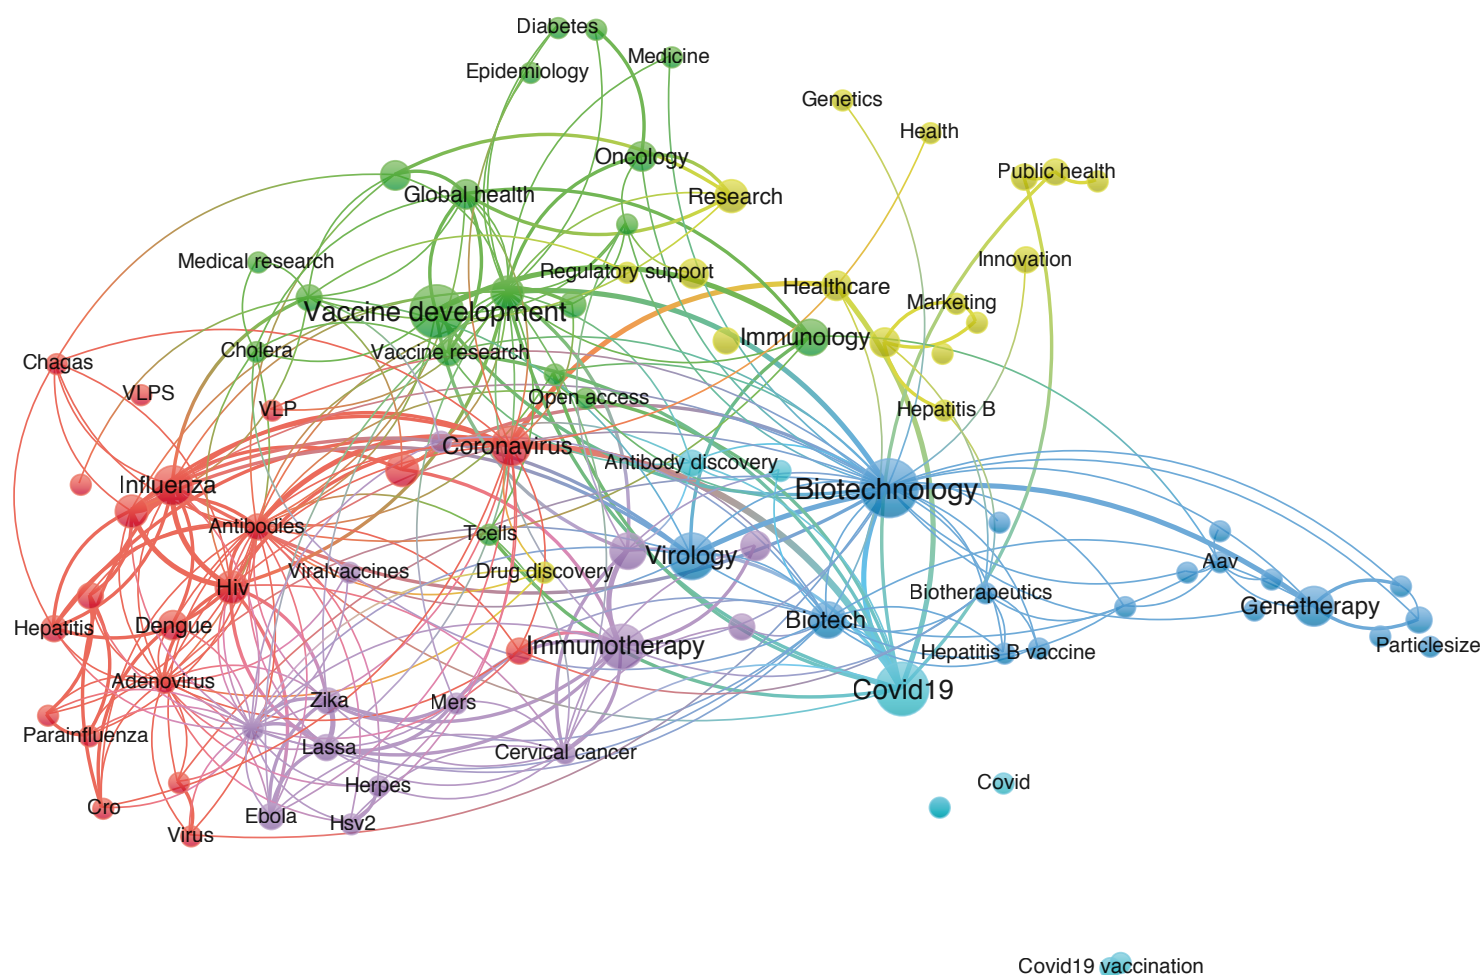 Diabetes
Medicine
Epidemiology
Genetics
Health
Oncology
Public health
Global health
Research
Medical research
Regulatory support
Innovation
Healthcare
Marketing
Vaccine development
Immunology
Cholera
Vaccine research
Chagas
VLPS
VLP
Open access
Hepatitis B
Coronavirus
Antibody discovery
Influenza
Biotechnology
Antibodies
Tcells
Virology
Aav
Viralvaccines
Drug discovery
Hiv
Biotherapeutics
Genetherapy
Hepatitis
Dengue
Biotech
Immunotherapy
Hepatitis B vaccine
Particlesize
Adenovirus
Covid19
Zika
Mers
Parainfluenza
Lassa
Cervical cancer
Herpes
Covid
Cro
Ebola
Hsv2
Virus
Covid19 vaccination